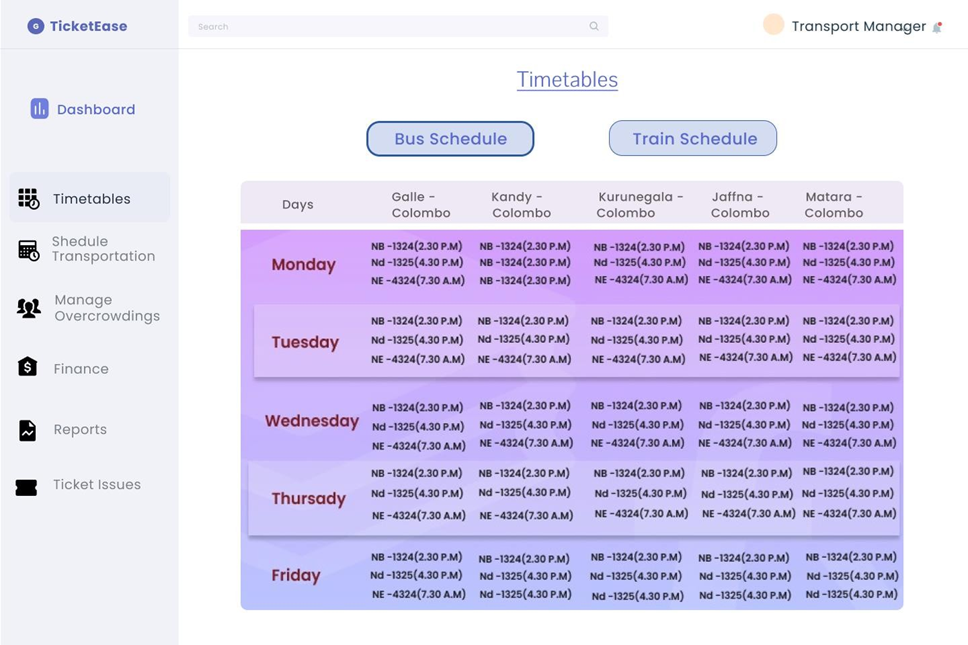 TicketEase
Search
Transport Manager
Dashboard
Timetables
Shedule
Transportation
Manage
Overcrowdings
Finance
Reports
Ticket Issues
Timetables
Bus Schedule Train Schedule
Days Galle - Colombo Kandy - Colombo Kurunegala - Colombo Jaffna - Colombo Matara - Colombo
Monday
NB -1324(2.30 P.M) NB -1324(2.30 P.M) NB -1324(2.30 P.M) NB -1324(2.30 P.M) NB -1324(2.30 P.M)
Nd -1325(4.30 P.M) NB -1324(2.30 P.M) Nd -1325(4.30 P.M) Nd -1325(4.30 P.M) Nd -1325(4.30 P.M)
NE -4324(7.30 A.M) NB -1324(2.30 P.M) NE -4324(7.30 A.M) NE -4324(7.30 A.M) NE -4324(7.30 A.M)
Tuesday
NB -1324(2.30 P.M) NB -1324(2.30 P.M) NB -1324(2.30 P.M) NB -1324(2.30 P.M) NB -1324(2.30 P.M)
Nd -1325(4.30 P.M) Nd -1325(4.30 P.M) Nd -1325(4.30 P.M) Nd -1325(4.30 P.M) Nd -1325(4.30 P.M)
NE -4324(7.30 A.M) NE -4324(7.30 A.M) NE -4324(7.30 A.M) NE -4324(7.30 A.M) NE -4324(7.30 A.M)
Wednesday
NB -1324(2.30 P.M) NB -1324(2.30 P.M) NB -1324(2.30 P.M) NB -1324(2.30 P.M) NB -1324(2.30 P.M)
Nd -1325(4.30 P.M) Nd -1325(4.30 P.M) Nd -1325(4.30 P.M) Nd -1325(4.30 P.M) Nd -1325(4.30 P.M)
NE -4324(7.30 A.M) NE -4324(7.30 A.M) NE -4324(7.30 A.M) NE -4324(7.30 A.M) NE -4324(7.30 A.M)
Thursady
NB -1324(2.30 P.M) NB -1324(2.30 P.M) NB -1324(2.30 P.M) NB -1324(2.30 P.M) NB -1324(2.30 P.M)
Nd -1325(4.30 P.M) Nd -1325(4.30 P.M) Nd -1325(4.30 P.M) Nd -1325(4.30 P.M) Nd -1325(4.30 P.M)
NE -4324(7.30 A.M) NE -4324(7.30 A.M) NE -4324(7.30 A.M) NE -4324(7.30 A.M) NE -4324(7.30 A.M)
Friday
NB -1324(2.30 P.M) NB -1324(2.30 P.M) NB -1324(2.30 P.M) NB -1324(2.30 P.M) NB -1324(2.30 P.M)
Nd -1325(4.30 P.M) Nd -1325(4.30 P.M) Nd -1325(4.30 P.M) Nd -1325(4.30 P.M) Nd -1325(4.30 P.M)
NE -4324(7.30 A.M) Nd -1325(4.30 P.M) Nd -1325(4.30 P.M) Nd -1325(4.30 P.M) Nd -1325(4.30 P.M)